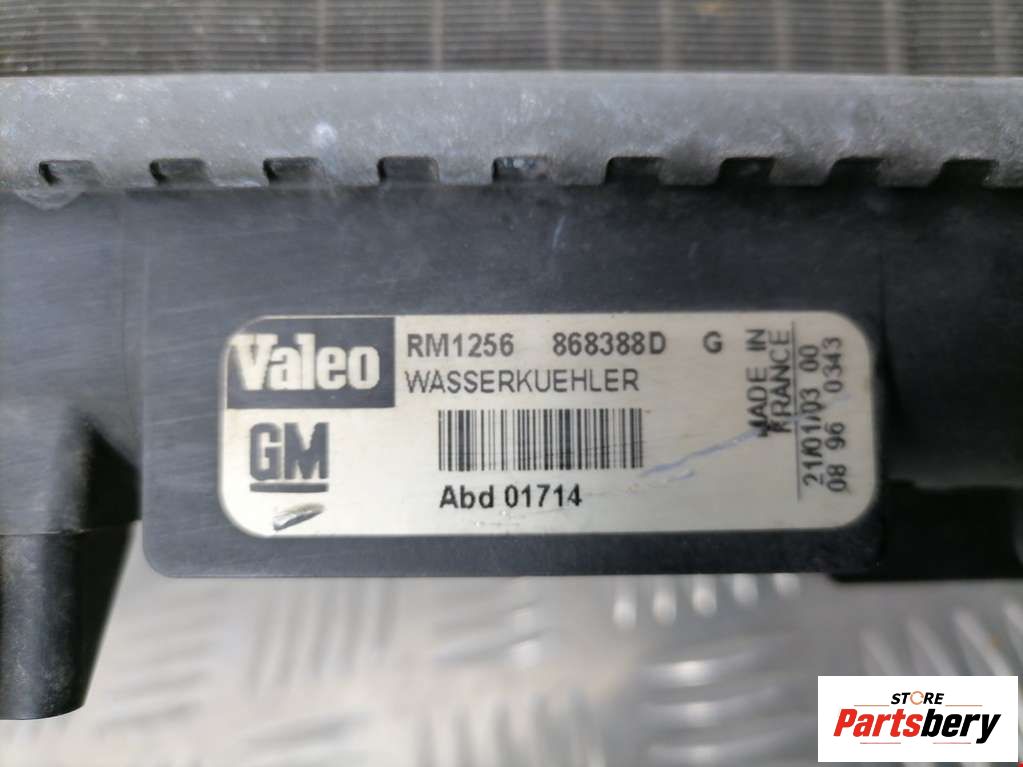 Valeo
RM1256 868388D G
WASSERKUEHLER
GM
Abd 01714
MADE IN
FRANCE
21/01/03 00
08 96 0343
STORE
Partsbery